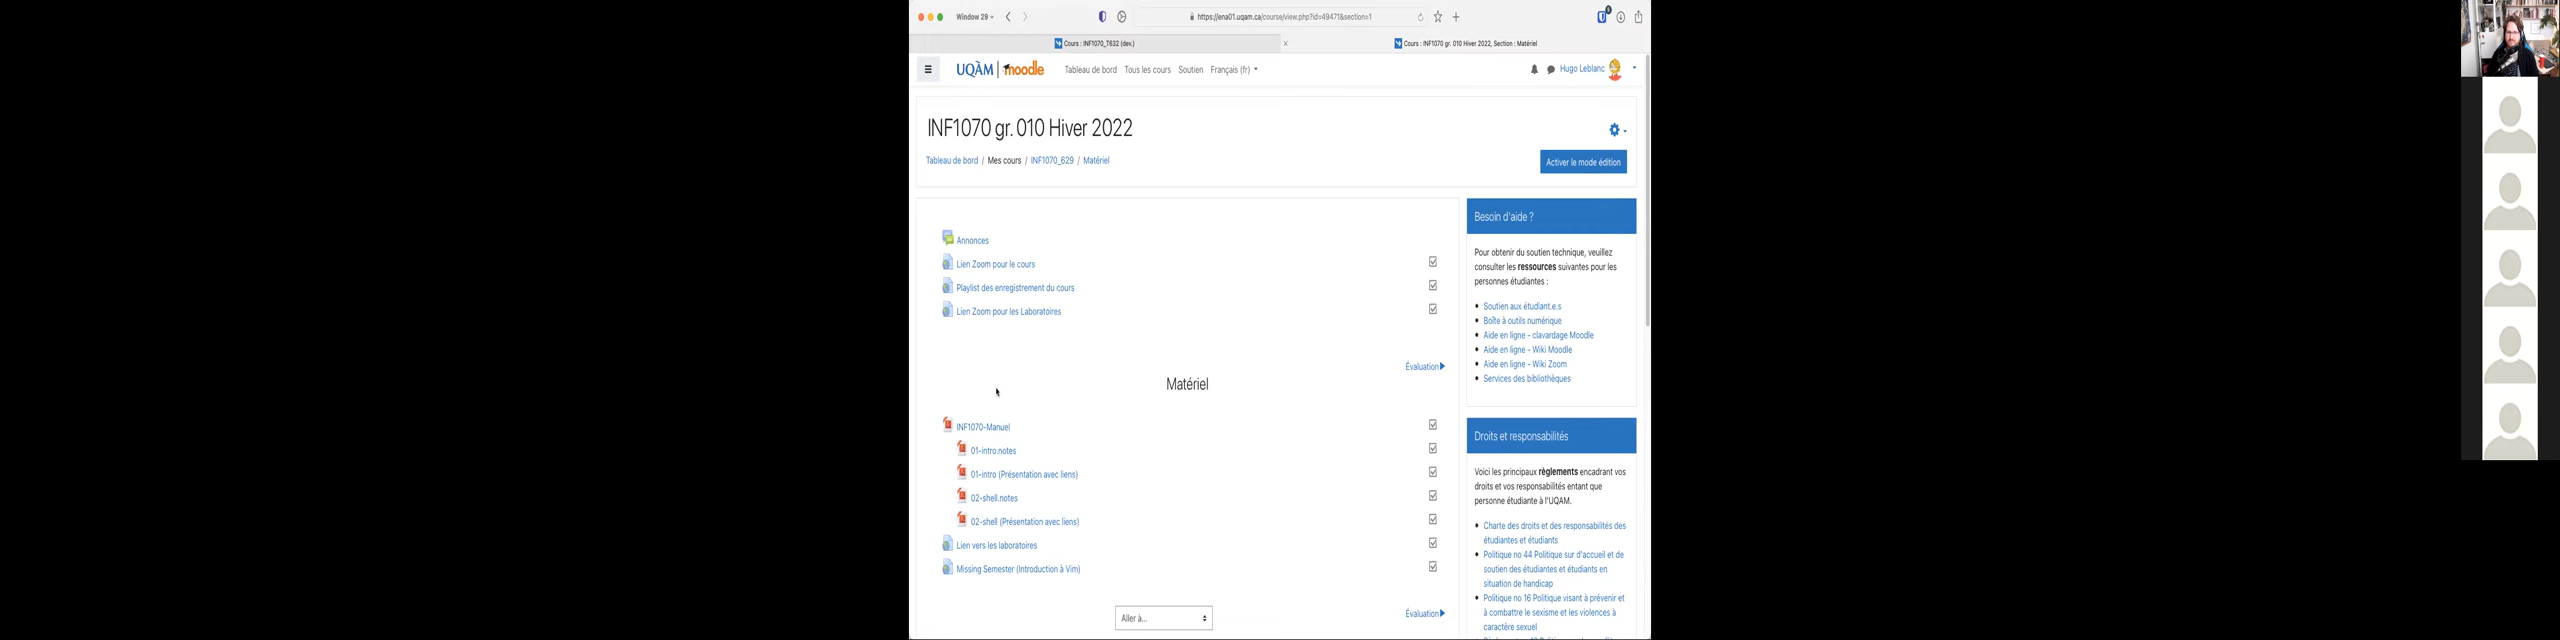 Window 29
https://ena01.uqam.ca/course/view.php?id=49471&section=1
Cours : INF1070_T632 (dev.)
Cours : INF1070 gr. 010 Hiver 2022, Section : Matériel
UQÀM | moodle
Tableau de bord Tous les cours Soutien Français (fr)
Hugo Leblanc
INF1070 gr. 010 Hiver 2022
Tableau de bord / Mes cours / INF1070_629 / Matériel
Activer le mode édition
Annonces
Lien Zoom pour le cours
Playlist des enregistrement du cours
Lien Zoom pour les Laboratoires
Évaluation
Matériel
INF1070-Manuel
01-intro.notes
01-intro (Présentation avec liens)
02-shell.notes
02-shell (Présentation avec liens)
Lien vers les laboratoires
Missing Semester (Introduction à Vim)
Aller à...
Évaluation
Besoin d'aide ?
Pour obtenir du soutien technique, veuillez
consulter les ressources suivantes pour les
personnes étudiantes :
Soutien aux étudiant.e.s
Boîte à outils numérique
Aide en ligne - clavardage Moodle
Aide en ligne - Wiki Moodle
Aide en ligne - Wiki Zoom
Services des bibliothèques
Droits et responsabilités
Voici les principaux règlements encadrant vos
droits et vos responsabilités entant que
personne étudiante à l'UQAM.
Charte des droits et des responsabilités des
étudiantes et étudiants
Politique no 44 Politique sur d'accueil et de
soutien des étudiantes et étudiants en
situation de handicap
Politique no 16 Politique visant à prévenir et
à combattre le sexisme et les violences à
caractère sexuel